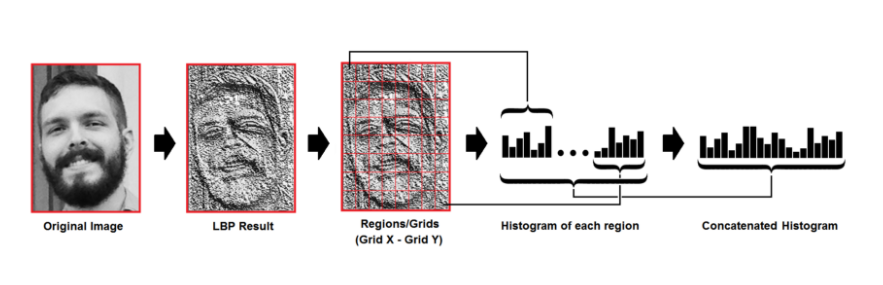 Original Image
LBP Result
Regions/Grids
(Grid X - Grid Y)
Histogram of each region
Concatenated Histogram